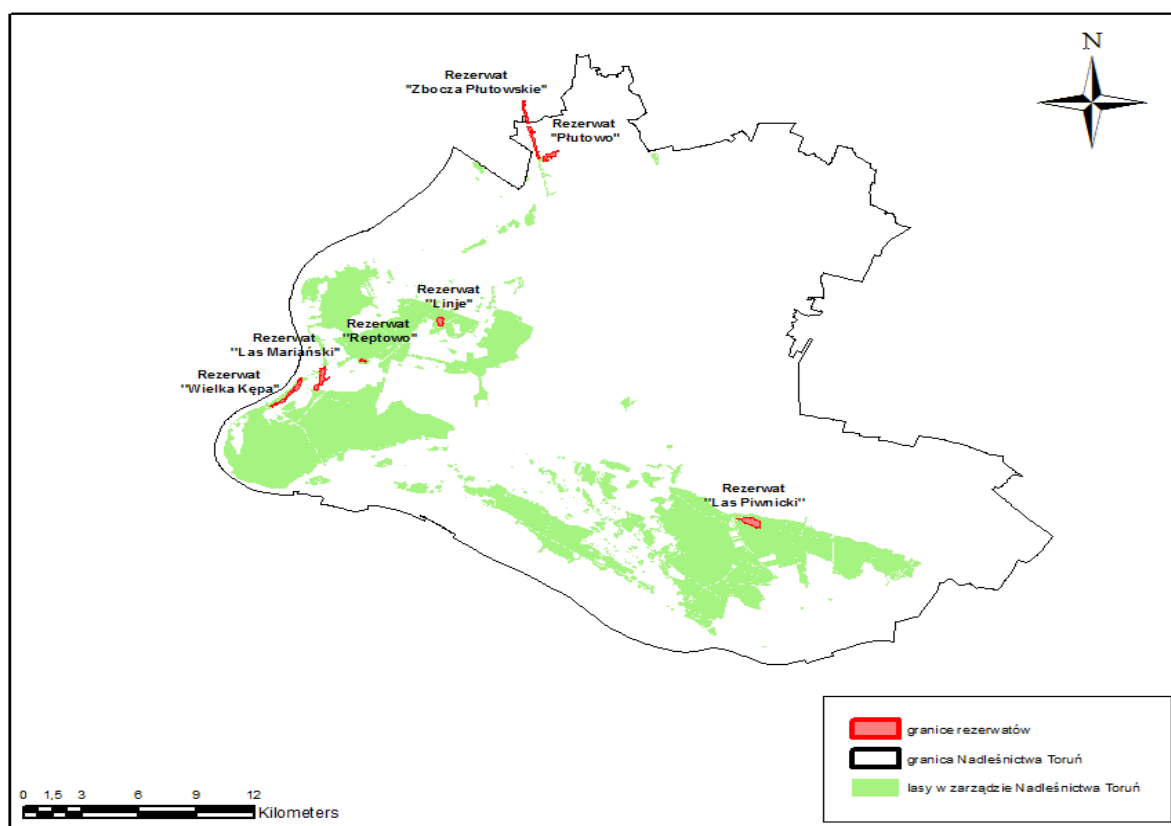 N
Rezerwat
"Zbocza Płutowskie"
Rezerwat
"Płutowo"
Rezerwat
"Linje"
Rezerwat
"Reptowo"
Rezerwat
"Las Mariański"
Rezerwat
"Wielka Kępa"
Rezerwat
"Las Piwnicki"
granice rezerwatów
granica Nadleśnictwa Toruń
lasy w zarządzie Nadleśnictwa Toruń
0 1,5 3 6 9 12
Kilometers